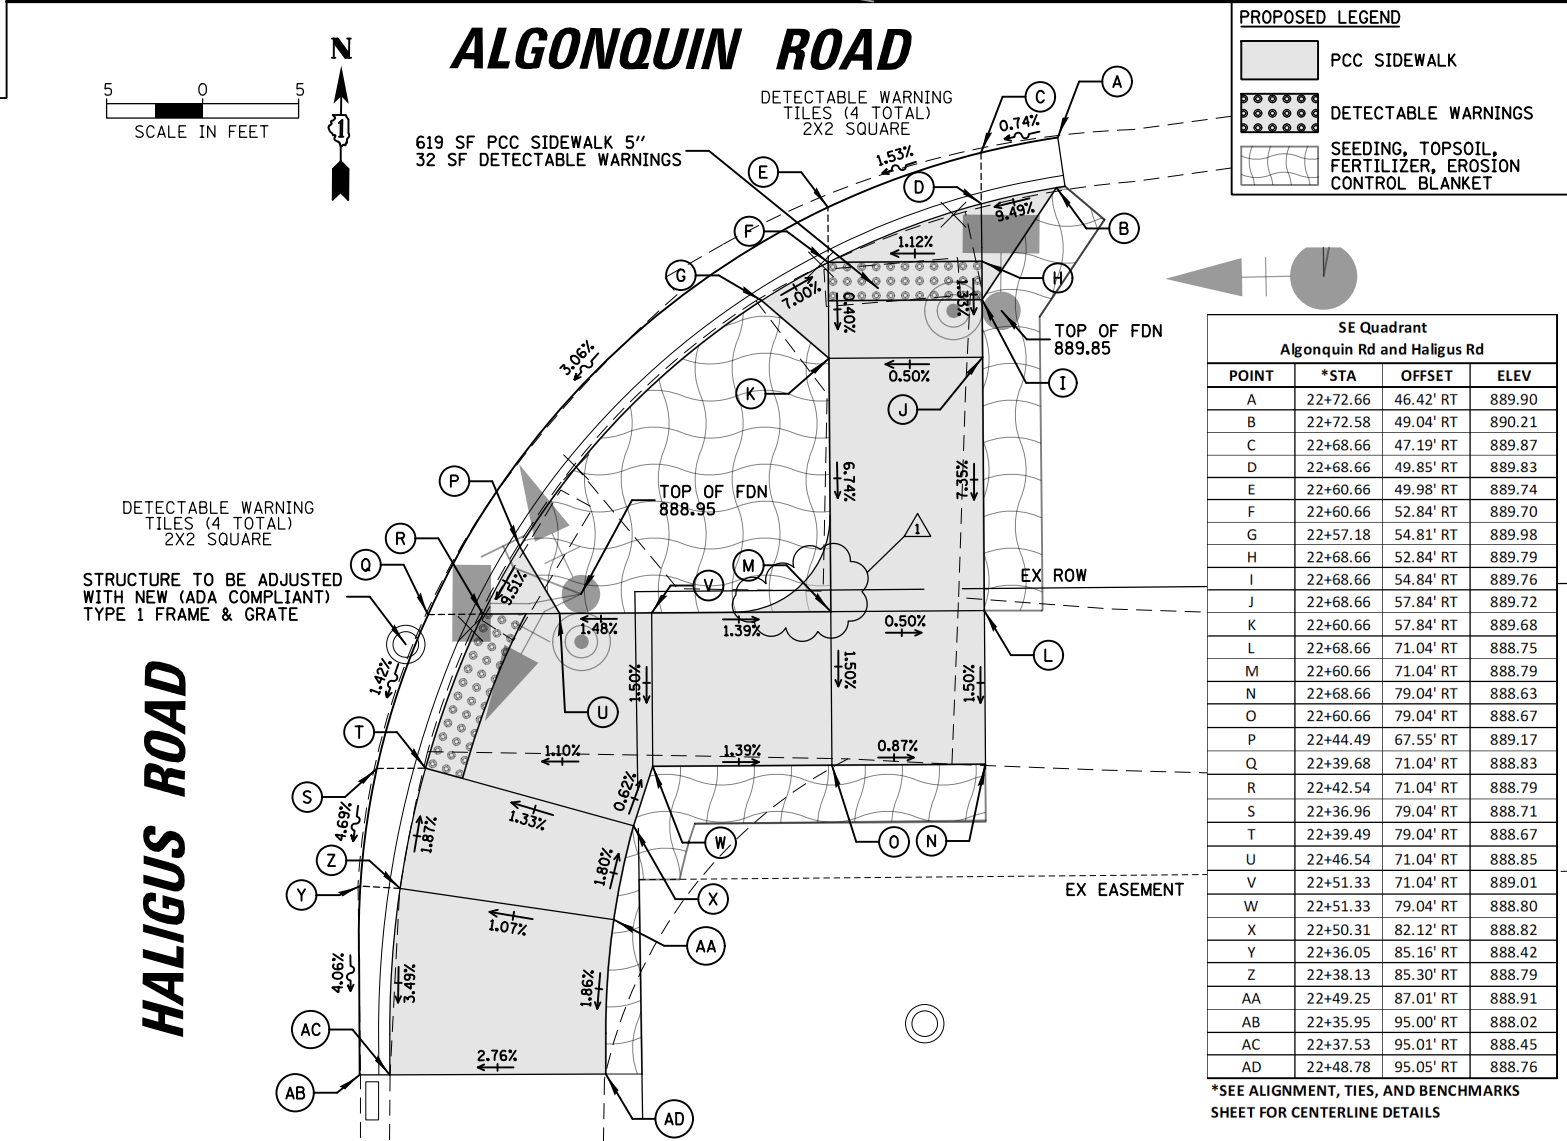 ALGONQUIN ROAD
N
5 0 5
SCALE IN FEET
1
PROPOSED LEGEND
PCC SIDEWALK
DETECTABLE WARNINGS
SEEDING, TOPSOIL,
FERTILIZER, EROSION
CONTROL BLANKET
DETECTABLE WARNING
TILES (4 TOTAL)
2X2 SQUARE
619 SF PCC SIDEWALK 5"
32 SF DETECTABLE WARNINGS
A
C
0.74%
1.53%
E
D
9.49%
B
F
1.12%
G
H
7.00%
0.40%
1.33%
TOP OF FDN
889.85
3.06%
0.50%
I
K
J
6.74%
7.35%
P
TOP OF FDN
888.95
1
DETECTABLE WARNING
TILES (4 TOTAL)
2X2 SQUARE
R
Q
M
V
EX ROW
STRUCTURE TO BE ADJUSTED
WITH NEW (ADA COMPLIANT)
TYPE 1 FRAME & GRATE
9.51%
1.48%
1.39%
0.50%
L
1.42%
1.50%
1.50%
1.50%
U
T
1.10%
1.39%
0.87%
S
0.62%
4.69%
1.87%
1.33%
W
O
N
Z
1.80%
Y
X
EX EASEMENT
1.07%
AA
4.06%
3.49%
1.86%
AC
2.76%
AB
AD
HALIGUS ROAD
SE Quadrant
Algonquin Rd and Haligus Rd
POINT *STA OFFSET ELEV
A 22+72.66 46.42' RT 889.90
B 22+72.58 49.04' RT 890.21
C 22+68.66 47.19' RT 889.87
D 22+68.66 49.85' RT 889.83
E 22+60.66 49.98' RT 889.74
F 22+60.66 52.84' RT 889.70
G 22+57.18 54.81' RT 889.98
H 22+68.66 52.84' RT 889.79
I 22+68.66 54.84' RT 889.76
J 22+68.66 57.84' RT 889.72
K 22+60.66 57.84' RT 889.68
L 22+68.66 71.04' RT 888.75
M 22+60.66 71.04' RT 888.79
N 22+68.66 79.04' RT 888.63
O 22+60.66 79.04' RT 888.67
P 22+44.49 67.55' RT 889.17
Q 22+39.68 71.04' RT 888.83
R 22+42.54 71.04' RT 888.79
S 22+36.96 79.04' RT 888.71
T 22+39.49 79.04' RT 888.67
U 22+46.54 71.04' RT 888.85
V 22+51.33 71.04' RT 889.01
W 22+51.33 79.04' RT 888.80
X 22+50.31 82.12' RT 888.82
Y 22+36.05 85.16' RT 888.42
Z 22+38.13 85.30' RT 888.79
AA 22+49.25 87.01' RT 888.91
AB 22+35.95 95.00' RT 888.02
AC 22+37.53 95.01' RT 888.45
AD 22+48.78 95.05' RT 888.76
*SEE ALIGNMENT, TIES, AND BENCHMARKS
SHEET FOR CENTERLINE DETAILS